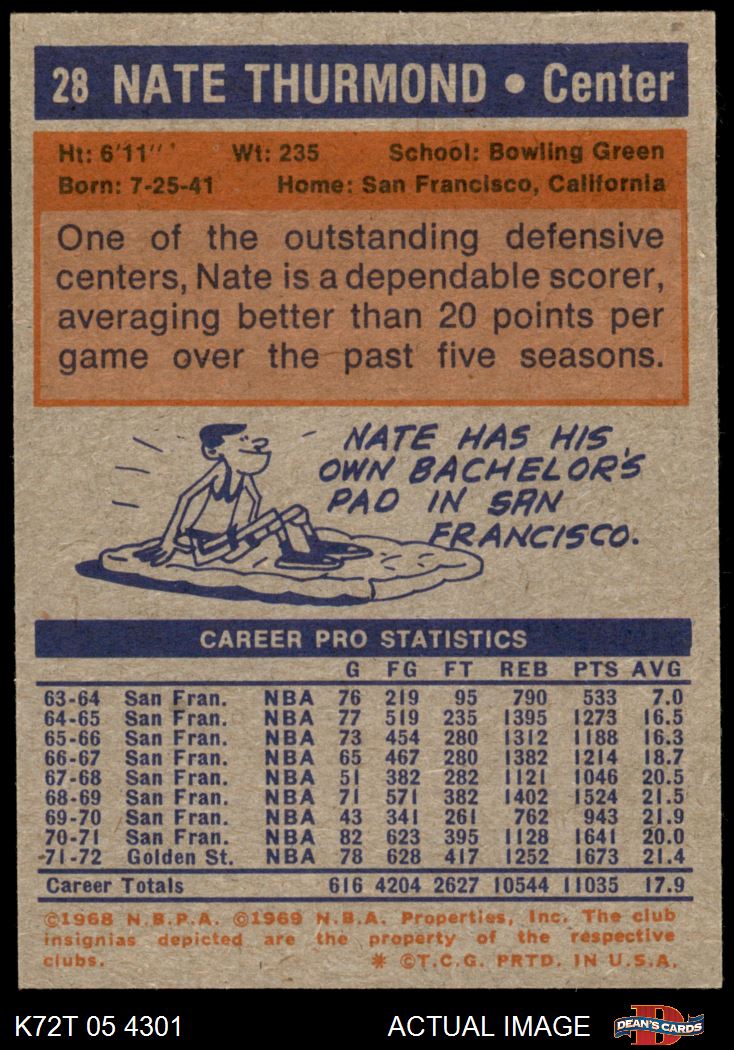 28 NATE THURMOND • Center
Ht: 6'11" Wt: 235 School: Bowling Green
Born: 7-25-41 Home: San Francisco, California
One of the outstanding defensive
centers, Nate is a dependable scorer,
averaging better than 20 points per
game over the past five seasons.
NATE HAS HIS
OWN BACHELOR'S
PAD IN SAN
FRANCISCO.
CAREER PRO STATISTICS
G FG FT REB PTS AVG
63-64 San Fran. NBA 76 219 95 790 533 7.0
64-65 San Fran. NBA 77 519 235 1395 1273 16.5
65-66 San Fran. NBA 73 454 280 1312 1188 16.3
66-67 San Fran. NBA 65 467 280 1382 1214 18.7
67-68 San Fran. NBA 51 382 282 1121 1046 20.5
68-69 San Fran. NBA 71 571 382 1402 1524 21.5
69-70 San Fran. NBA 43 341 261 762 943 21.9
70-71 San Fran. NBA 82 623 395 1128 1641 20.0
71-72 Golden St. NBA 78 628 417 1252 1673 21.4
Career Totals 616 4204 2627 10544 11035 17.9
©1968 N.B.P.A. ©1969 N.B.A. Properties, Inc. The club
insignias depicted are the property of the respective
clubs. * ©T.C.G. PRTD. IN U.S.A.
K72T 05 4301 ACTUAL IMAGE DEAN'S CARDS